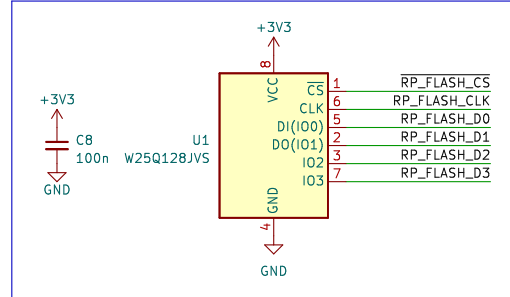 +3V3
8
VCC
+3V3
C8
100n
GND
U1
W25Q128JVS
CS 1 RP_FLASH_CS
CLK 6 RP_FLASH_CLK
DI(IO0) 5 RP_FLASH_D0
DO(IO1) 2 RP_FLASH_D1
IO2 3 RP_FLASH_D2
IO3 7 RP_FLASH_D3
GND
4
GND